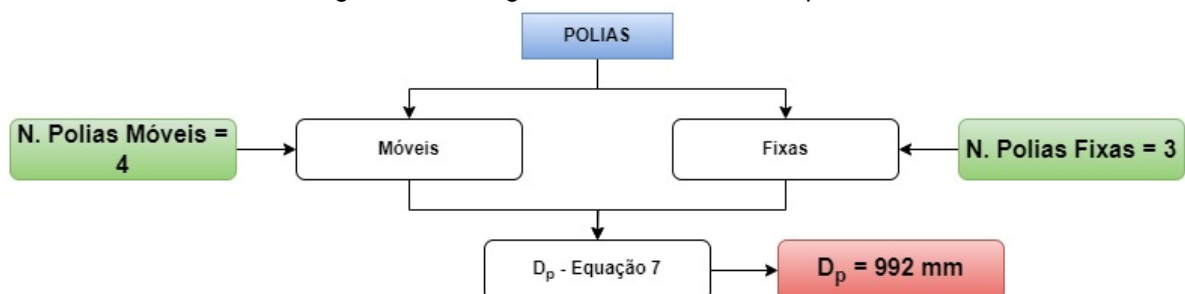 POLIAS
N. Polias Móveis =
4
Móveis
Fixas
N. Polias Fixas = 3
Dp - Equação 7
Dp = 992 mm